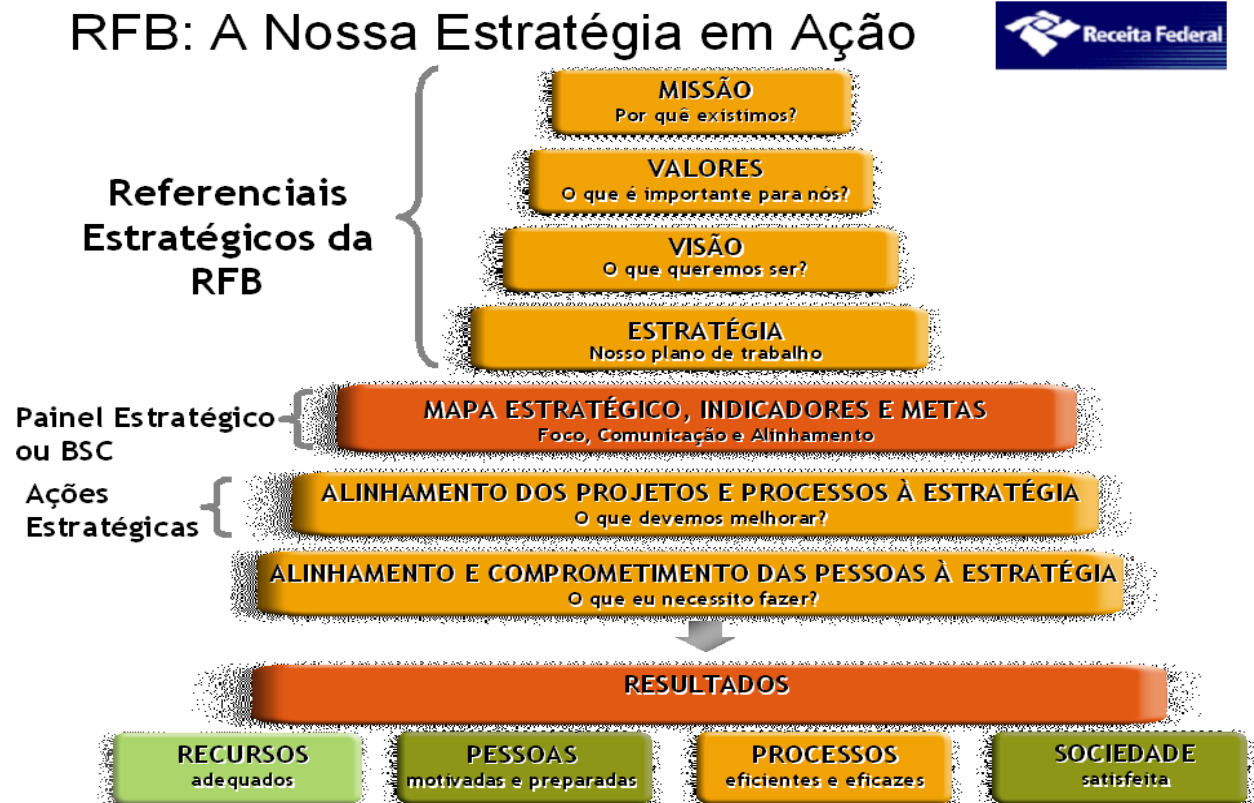 RFB: A Nossa Estratégia em Ação
Receita Federal
MISSÃO
Por quê existimos?
VALORES
O que é importante para nós?
Referenciais
Estratégicos da
RFB
VISÃO
O que queremos ser?
ESTRATÉGIA
Nosso plano de trabalho
Painel Estratégico
ou BSC
MAPA ESTRATÉGICO, INDICADORES E METAS
Foco, Comunicação e Alinhamento
Ações
Estratégicas
ALINHAMENTO DOS PROJETOS E PROCESSOS À ESTRATÉGIA
O que devemos melhorar?
ALINHAMENTO E COMPROMETIMENTO DAS PESSOAS À ESTRATÉGIA
O que eu necessito fazer?
RESULTADOS
RECURSOS
adequados
PESSOAS
motivadas e preparadas
PROCESSOS
eficientes e eficazes
SOCIEDADE
satisfeita